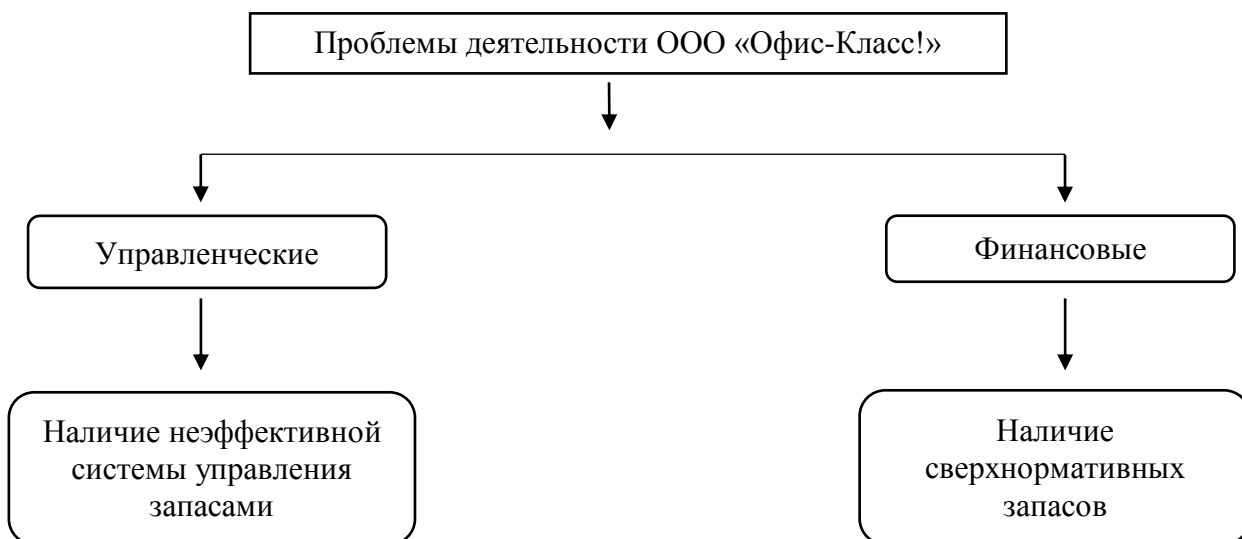 Проблемы деятельности ООО «Офис-Класс!»
Управленческие
Финансовые
Наличие неэффективной
системы управления
запасами
Наличие
сверхнормативных
запасов